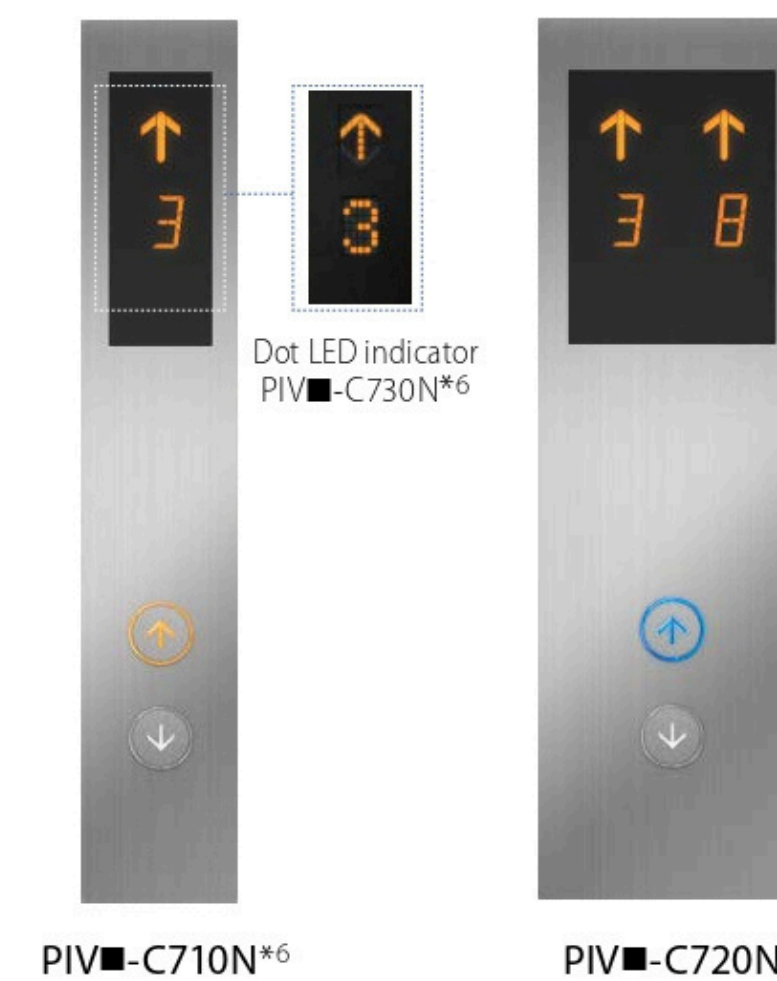 ↑
3
↑
3
↑ ↑
3 8
Dot LED indicator
PIV■-C730N*6
↑
↓
↑
↓
PIV■-C710N*6
PIV■-C720N